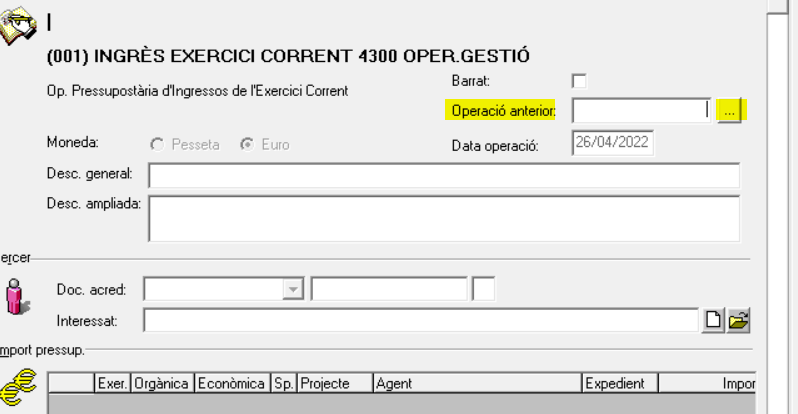 I
(001) INGRÈS EXERCICI CORRENT 4300 OPER.GESTIÓ
Op. Pressupostària d'Ingressos de l'Exercici Corrent
Barrat:
Operació anterior: ...
Moneda: Pesseta Euro Data operació: 26/04/2022
Desc. general:
Desc. ampliada:
ercer
Doc. acred:
Interessat:
mport pressup.
Exer. Orgànica Econòmica Sp. Projecte Agent Expedient Impor